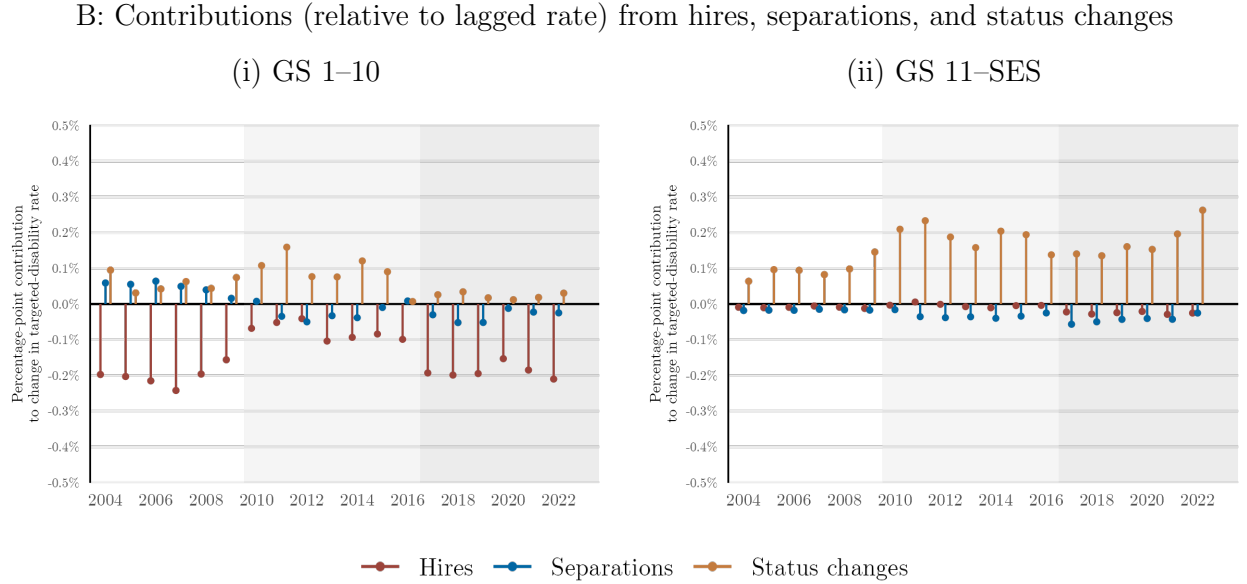 B: Contributions (relative to lagged rate) from hires, separations, and status changes
(i) GS 1–10
(ii) GS 11–SES
Percentage-point contribution
to change in targeted-disability rate
0.5%
0.4%
0.3%
0.2%
0.1%
0.0%
-0.1%
-0.2%
-0.3%
-0.4%
-0.5%
2004 2006 2008 2010 2012 2014 2016 2018 2020 2022
Percentage-point contribution
to change in targeted-disability rate
0.5%
0.4%
0.3%
0.2%
0.1%
0.0%
-0.1%
-0.2%
-0.3%
-0.4%
-0.5%
2004 2006 2008 2010 2012 2014 2016 2018 2020 2022
Hires Separations Status changes